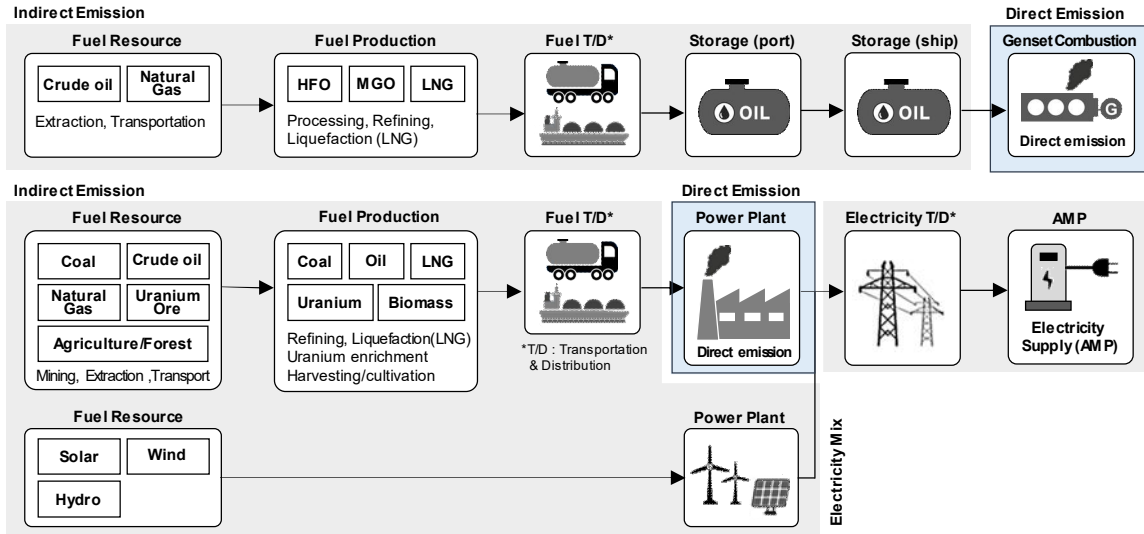 Indirect Emission
Direct Emission
Fuel Resource
Fuel Production
Fuel T/D*
Storage (port)
Storage (ship)
Genset Combustion
Crude oil
Natural
Gas
HFO
MGO
LNG
OIL
OIL
G
Extraction, Transportation
Processing, Refining,
Liquefaction (LNG)
Direct emission
Indirect Emission
Direct Emission
Fuel Resource
Fuel Production
Fuel T/D*
Power Plant
Electricity T/D*
AMP
Coal
Crude oil
Natural
Gas
Uranium
Ore
Agriculture/Forest
Mining, Extraction ,Transport
Coal
Oil
LNG
Uranium
Biomass
Refining, Liquefaction(LNG)
Uranium enrichment
Harvesting/cultivation
*T/D : Transportation
& Distribution
Direct emission
Electricity
Supply (AMP)
Fuel Resource
Power Plant
Solar
Wind
Hydro
Electricity Mix